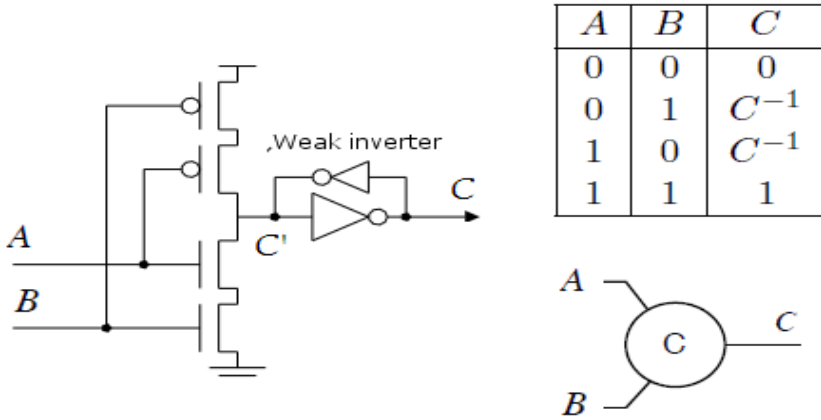 A B C
0 0 0
0 1 C⁻¹
1 0 C⁻¹
1 1 1
,Weak inverter
C
C'
A
B
A
C
C
B